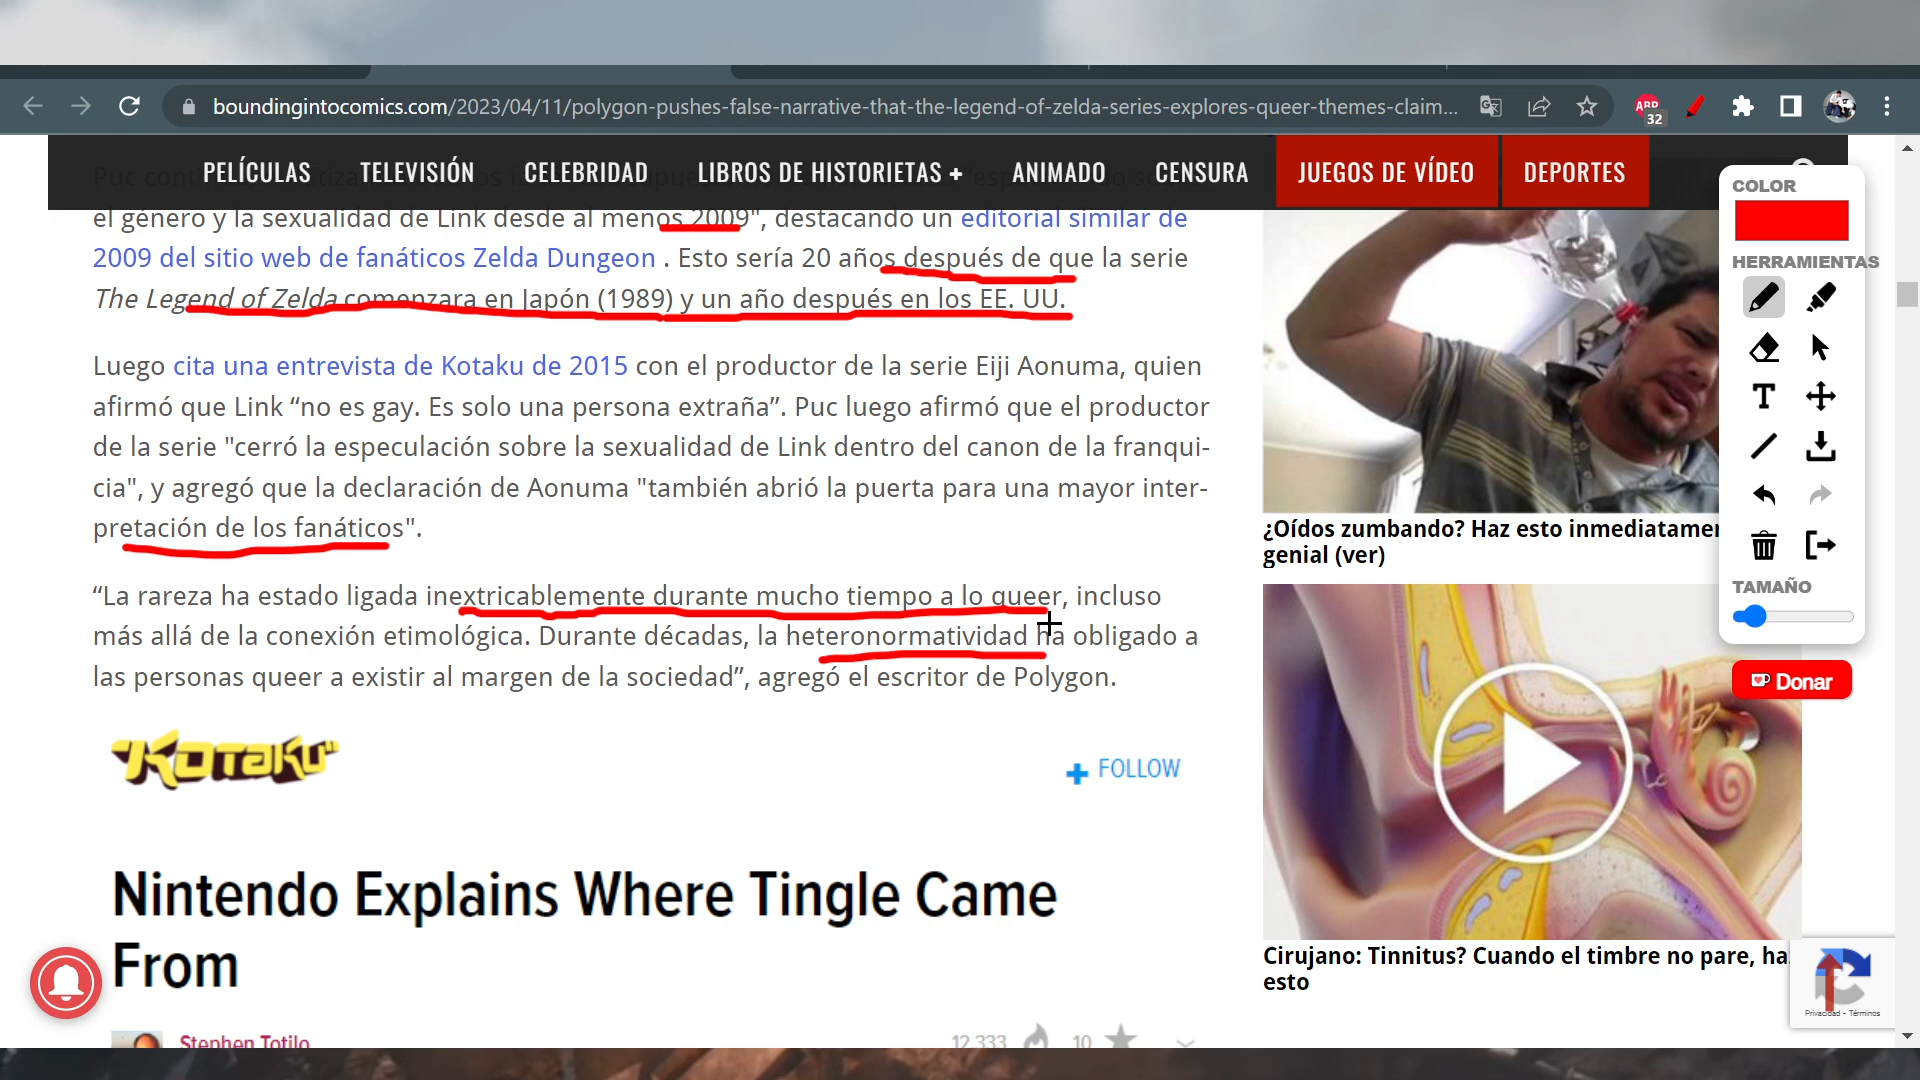 boundingintocomics.com/2023/04/11/polygon-pushes-false-narrative-that-the-legend-of-zelda-series-explores-queer-themes-claim...
ABP
32
PELÍCULAS
TELEVISIÓN
CELEBRIDAD
LIBROS DE HISTORIETAS +
ANIMADO
CENSURA
JUEGOS DE VÍDEO
DEPORTES
el género y la sexualidad de Link desde al menos 2009", destacando un editorial similar de
2009 del sitio web de fanáticos Zelda Dungeon . Esto sería 20 años después de que la serie
The Legend of Zelda comenzara en Japón (1989) y un año después en los EE. UU.
Luego cita una entrevista de Kotaku de 2015 con el productor de la serie Eiji Aonuma, quien
afirmó que Link “no es gay. Es solo una persona extraña”. Puc luego afirmó que el productor
de la serie "cerró la especulación sobre la sexualidad de Link dentro del canon de la franqui-
cia", y agregó que la declaración de Aonuma "también abrió la puerta para una mayor inter-
pretación de los fanáticos".
“La rareza ha estado ligada inextricablemente durante mucho tiempo a lo queer, incluso
más allá de la conexión etimológica. Durante décadas, la heteronormatividad ha obligado a
las personas queer a existir al margen de la sociedad”, agregó el escritor de Polygon.
KOTAKU
+ FOLLOW
Nintendo Explains Where Tingle Came
From
Stephen Totilo
12,333
10
¿Oídos zumbando? Haz esto inmediatamen
genial (ver)
Cirujano: Tinnitus? Cuando el timbre no pare, ha
esto
COLOR
HERRAMIENTAS
T
TAMAÑO
Donar
Privacidad - Términos